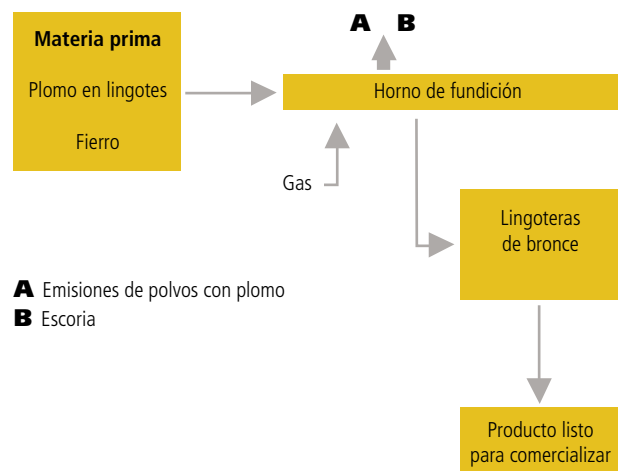 Materia prima
Plomo en lingotes
Fierro
A B
Horno de fundición
Gas
Lingoteras
de bronce
A Emisiones de polvos con plomo
B Escoria
Producto listo
para comercializar